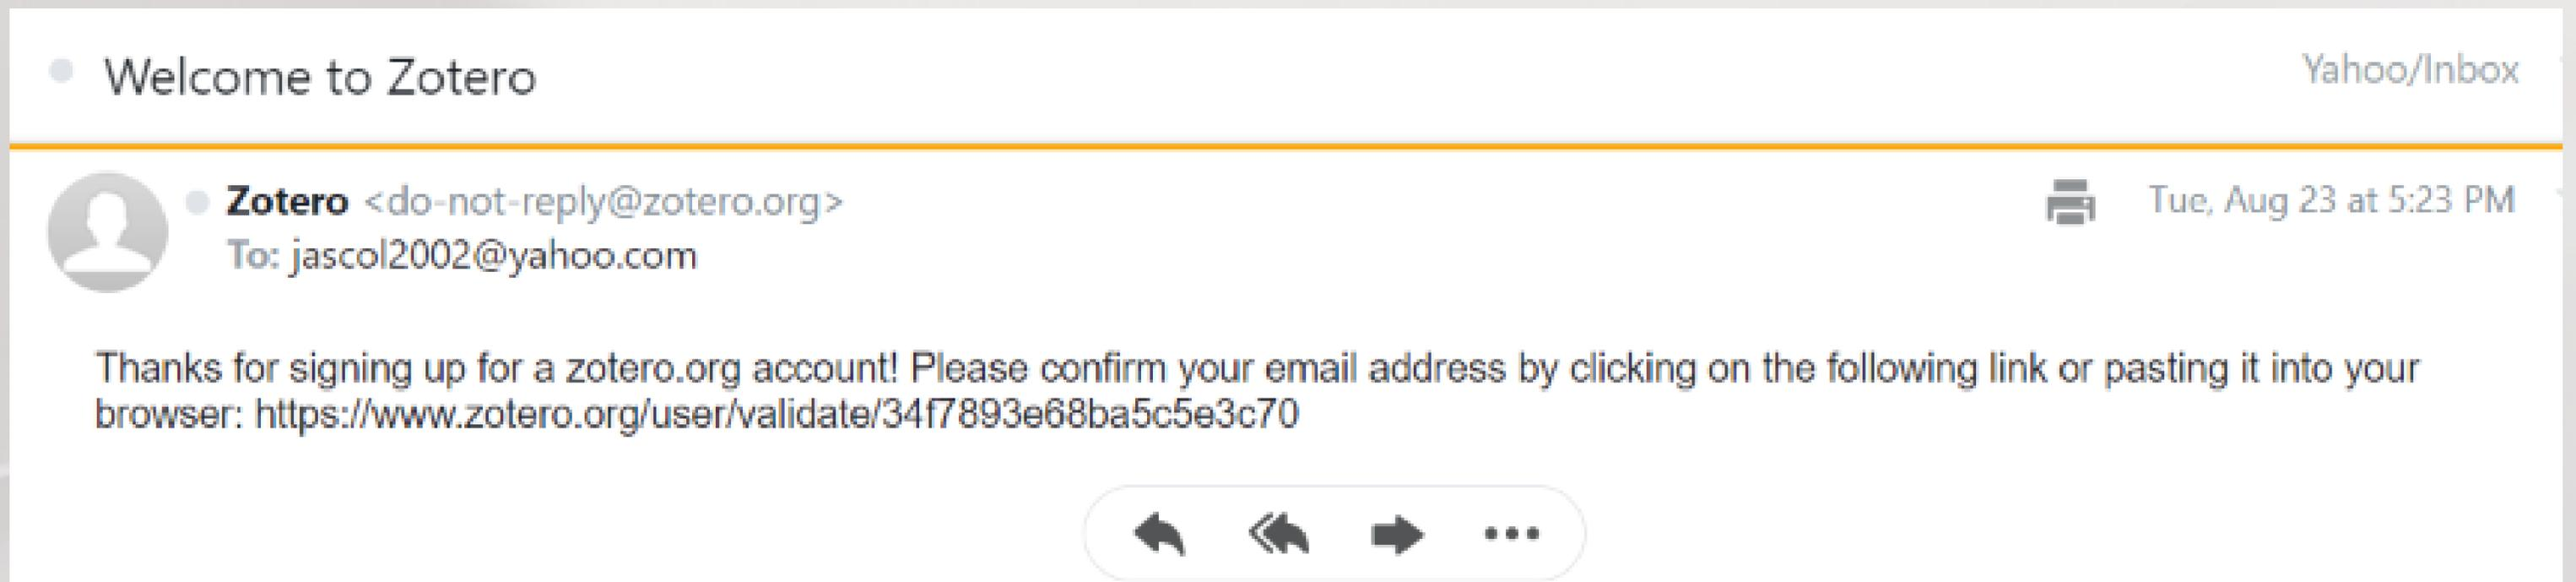 Welcome to Zotero
Yahoo/Inbox
Zotero <do-not-reply@zotero.org>
Tue, Aug 23 at 5:23 PM
To: jascol2002@yahoo.com
Thanks for signing up for a zotero.org account! Please confirm your email address by clicking on the following link or pasting it into your
browser: https://www.zotero.org/user/validate/34f7893e68ba5c5e3c70